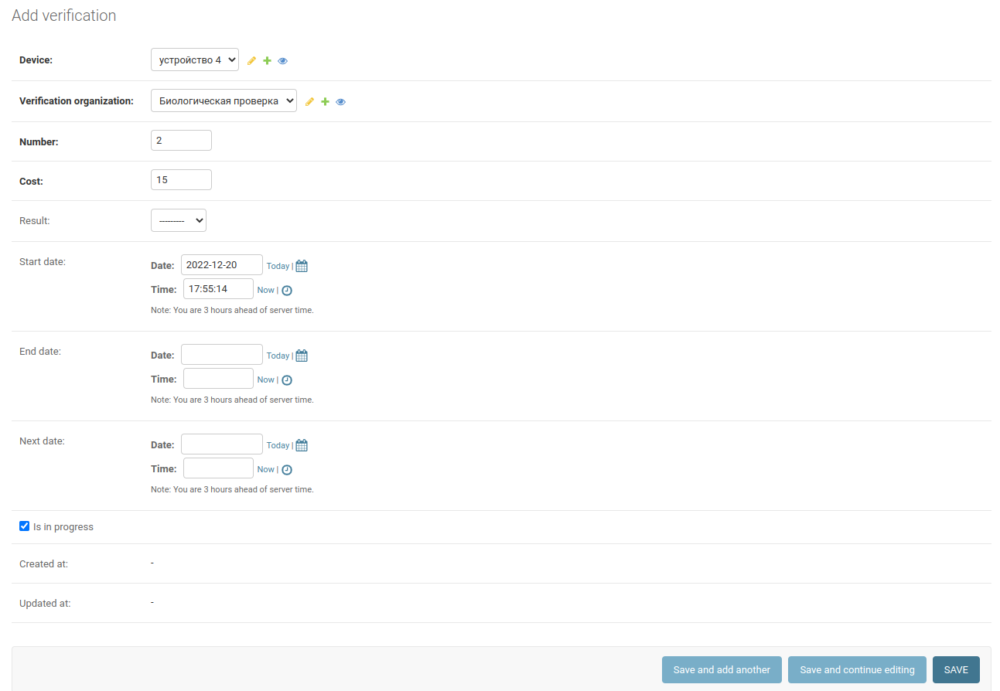 Add verification
Device: устройство 4
Verification organization: Биологическая проверка
Number: 2
Cost: 15
Result: ---------
Start date:
Date: 2022-12-20 Today |
Time: 17:55:14 Now |
Note: You are 3 hours ahead of server time.
End date:
Date: Today |
Time: Now |
Note: You are 3 hours ahead of server time.
Next date:
Date: Today |
Time: Now |
Note: You are 3 hours ahead of server time.
Is in progress
Created at: -
Updated at: -
Save and add another Save and continue editing SAVE